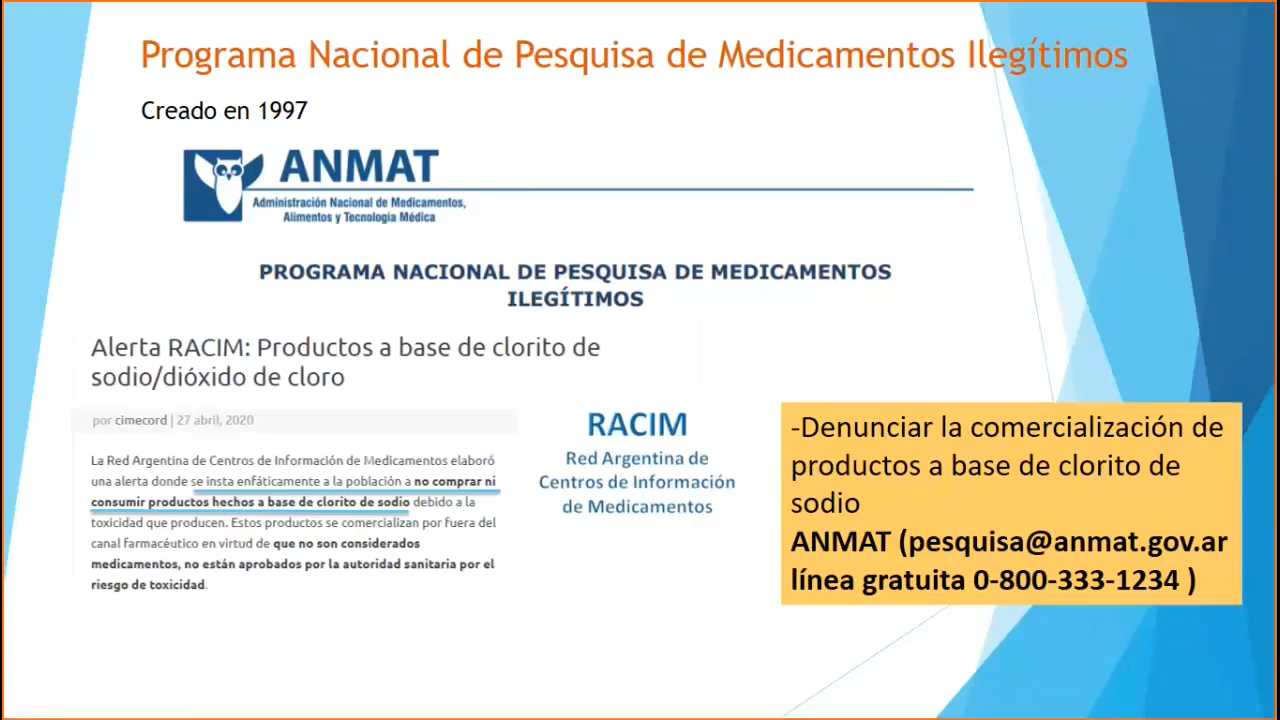 Programa Nacional de Pesquisa de Medicamentos Ilegítimos
Creado en 1997
ANMAT
Administración Nacional de Medicamentos,
Alimentos y Tecnología Médica
PROGRAMA NACIONAL DE PESQUISA DE MEDICAMENTOS
ILEGÍTIMOS
Alerta RACIM: Productos a base de clorito de
sodio/dióxido de cloro
por cimecord | 27 abril, 2020
La Red Argentina de Centros de Información de Medicamentos elaboró
una alerta donde se insta enfáticamente a la población a no comprar ni
consumir productos hechos a base de clorito de sodio debido a la
toxicidad que producen. Estos productos se comercializan por fuera del
canal farmacéutico en virtud de que no son considerados
medicamentos, no están aprobados por la autoridad sanitaria por el
riesgo de toxicidad.
RACIM
Red Argentina de
Centros de Información
de Medicamentos
-Denunciar la comercialización de
productos a base de clorito de
sodio
ANMAT (pesquisa@anmat.gov.ar
línea gratuita 0-800-333-1234 )